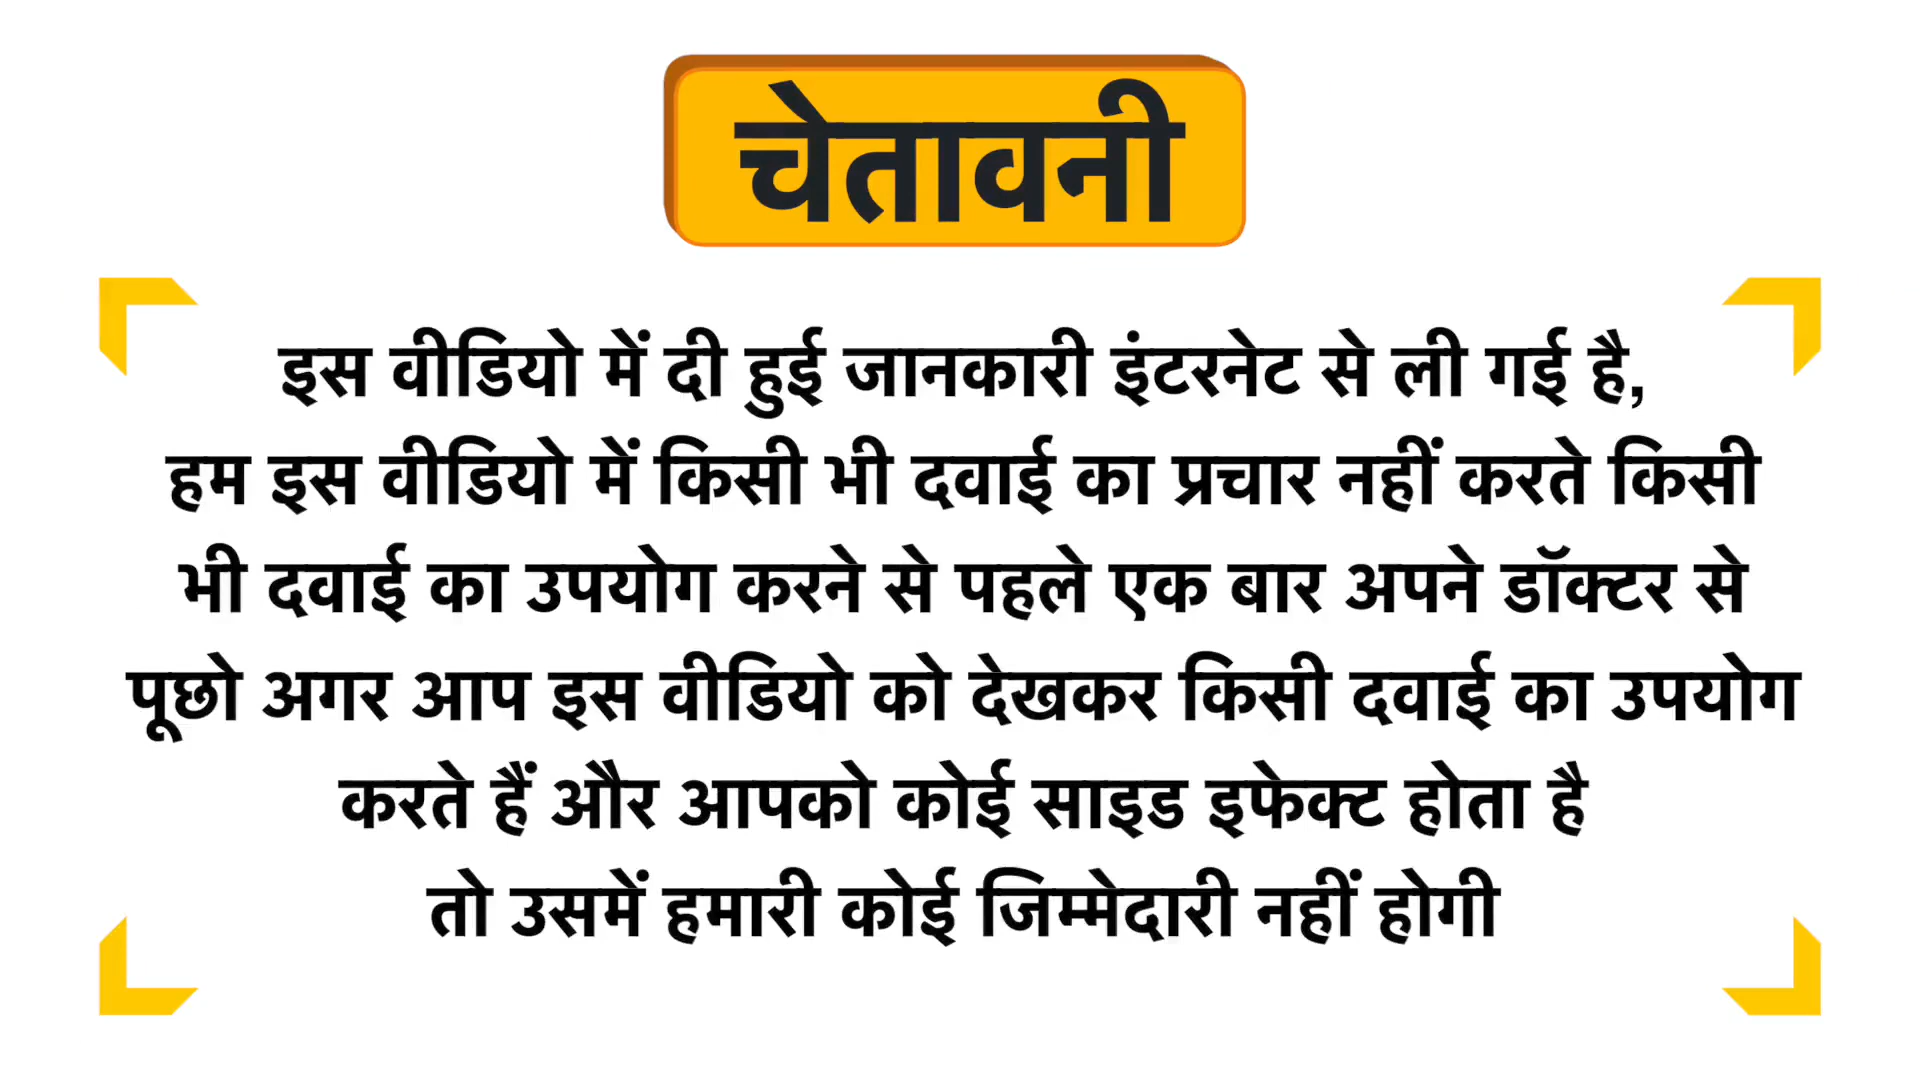 चेतावनी
इस वीडियो में दी हुई जानकारी इंटरनेट से ली गई है,
हम इस वीडियो में किसी भी दवाई का प्रचार नहीं करते किसी
भी दवाई का उपयोग करने से पहले एक बार अपने डॉक्टर से
पूछो अगर आप इस वीडियो को देखकर किसी दवाई का उपयोग
करते हैं और आपको कोई साइड इफेक्ट होता है
तो उसमें हमारी कोई जिम्मेदारी नहीं होगी